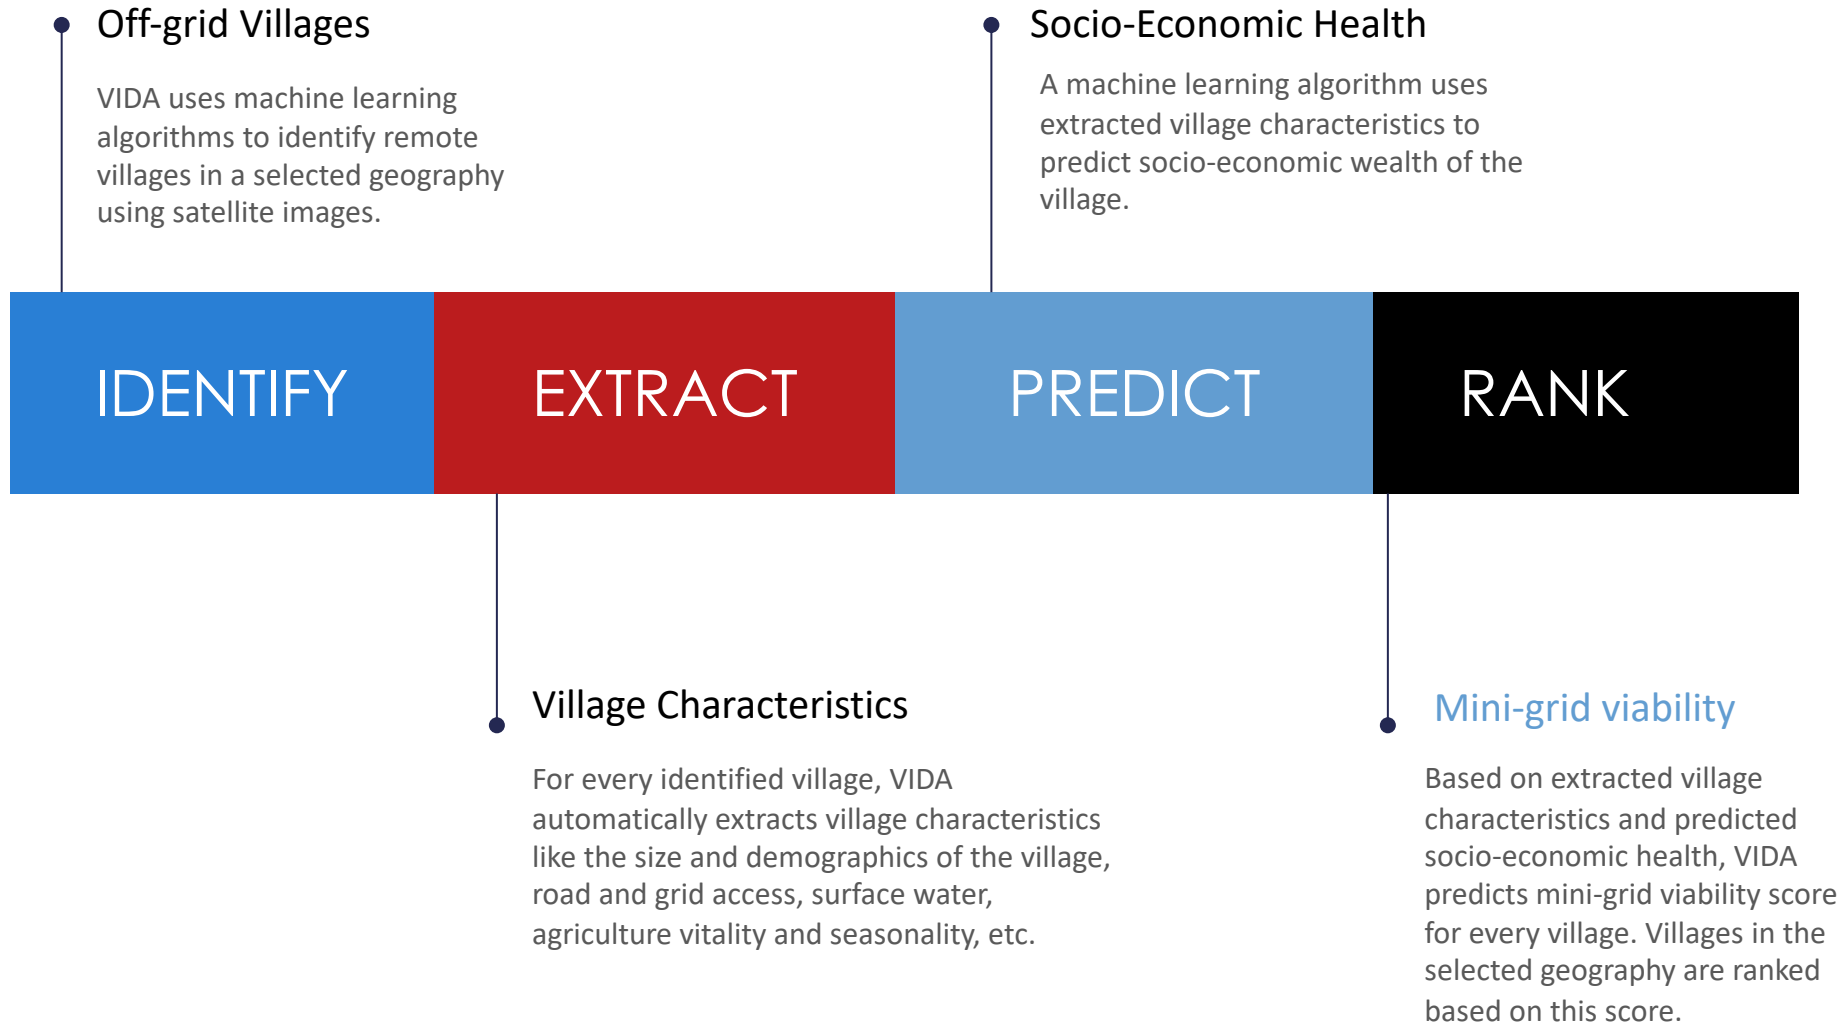 Off-grid Villages
VIDA uses machine learning
algorithms to identify remote
villages in a selected geography
using satellite images.
Socio-Economic Health
A machine learning algorithm uses
extracted village characteristics to
predict socio-economic wealth of the
village.
IDENTIFY
EXTRACT
PREDICT
RANK
Village Characteristics
For every identified village, VIDA
automatically extracts village characteristics
like the size and demographics of the village,
road and grid access, surface water,
agriculture vitality and seasonality, etc.
Mini-grid viability
Based on extracted village
characteristics and predicted
socio-economic health, VIDA
predicts mini-grid viability score
for every village. Villages in the
selected geography are ranked
based on this score.